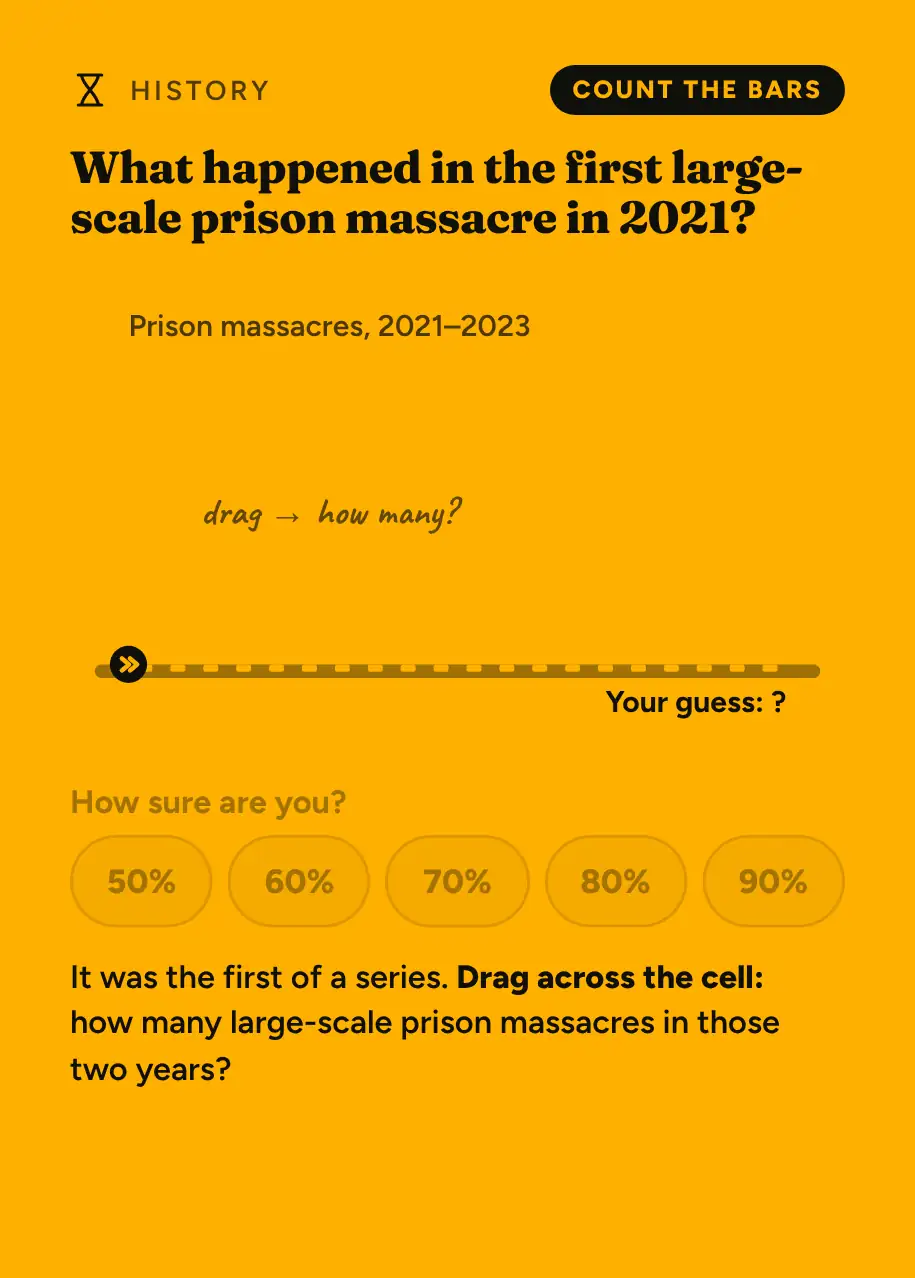 HISTORY
COUNT THE BARS
What happened in the first large-
scale prison massacre in 2021?
Prison massacres, 2021–2023
drag → how many?
Your guess: ?
How sure are you?
50% 60% 70% 80% 90%
It was the first of a series. Drag across the cell:
how many large-scale prison massacres in those
two years?